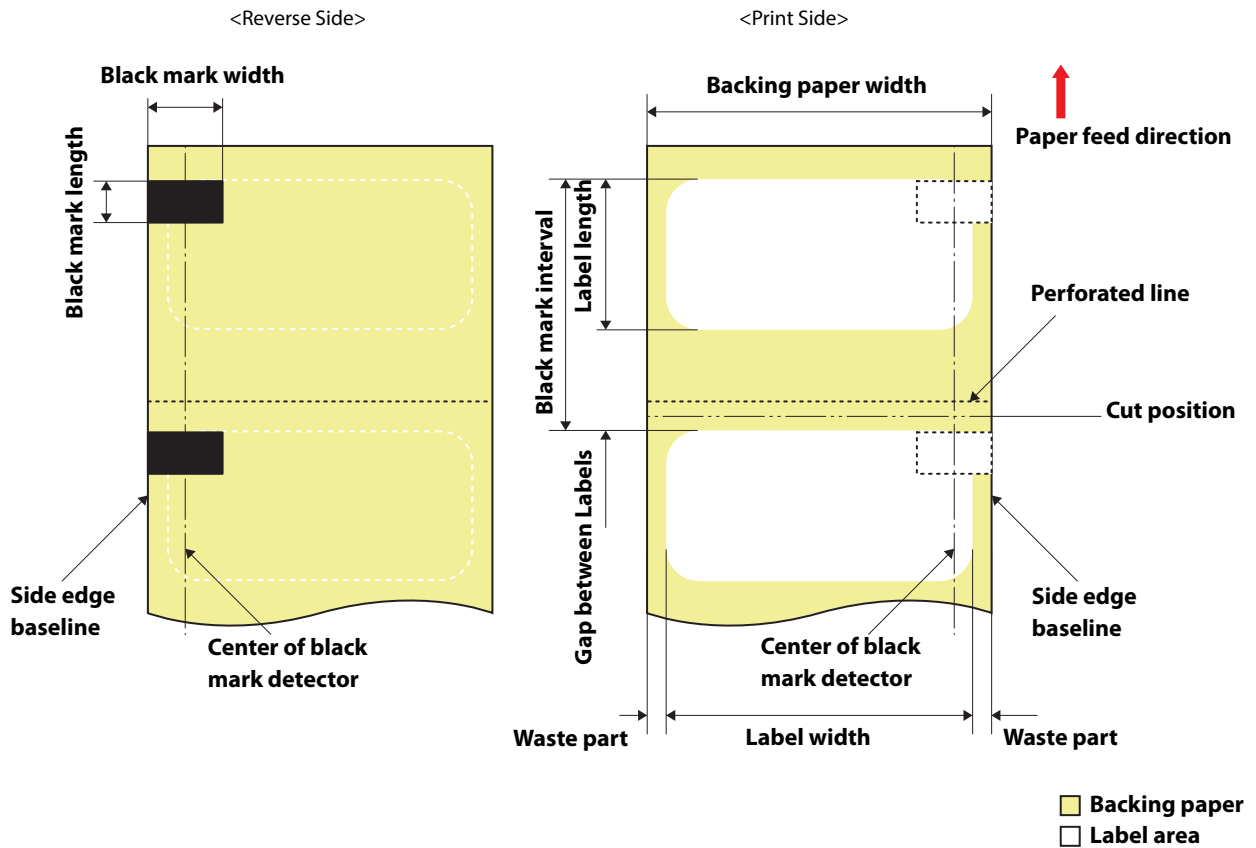 <Reverse Side>
<Print Side>
Black mark width
Backing paper width
Paper feed direction
Black mark length
Black mark interval
Label length
Perforated line
Cut position
Gap between Labels
Side edge
baseline
Center of black
mark detector
Center of black
mark detector
Side edge
baseline
Waste part
Label width
Waste part
Backing paper
Label area